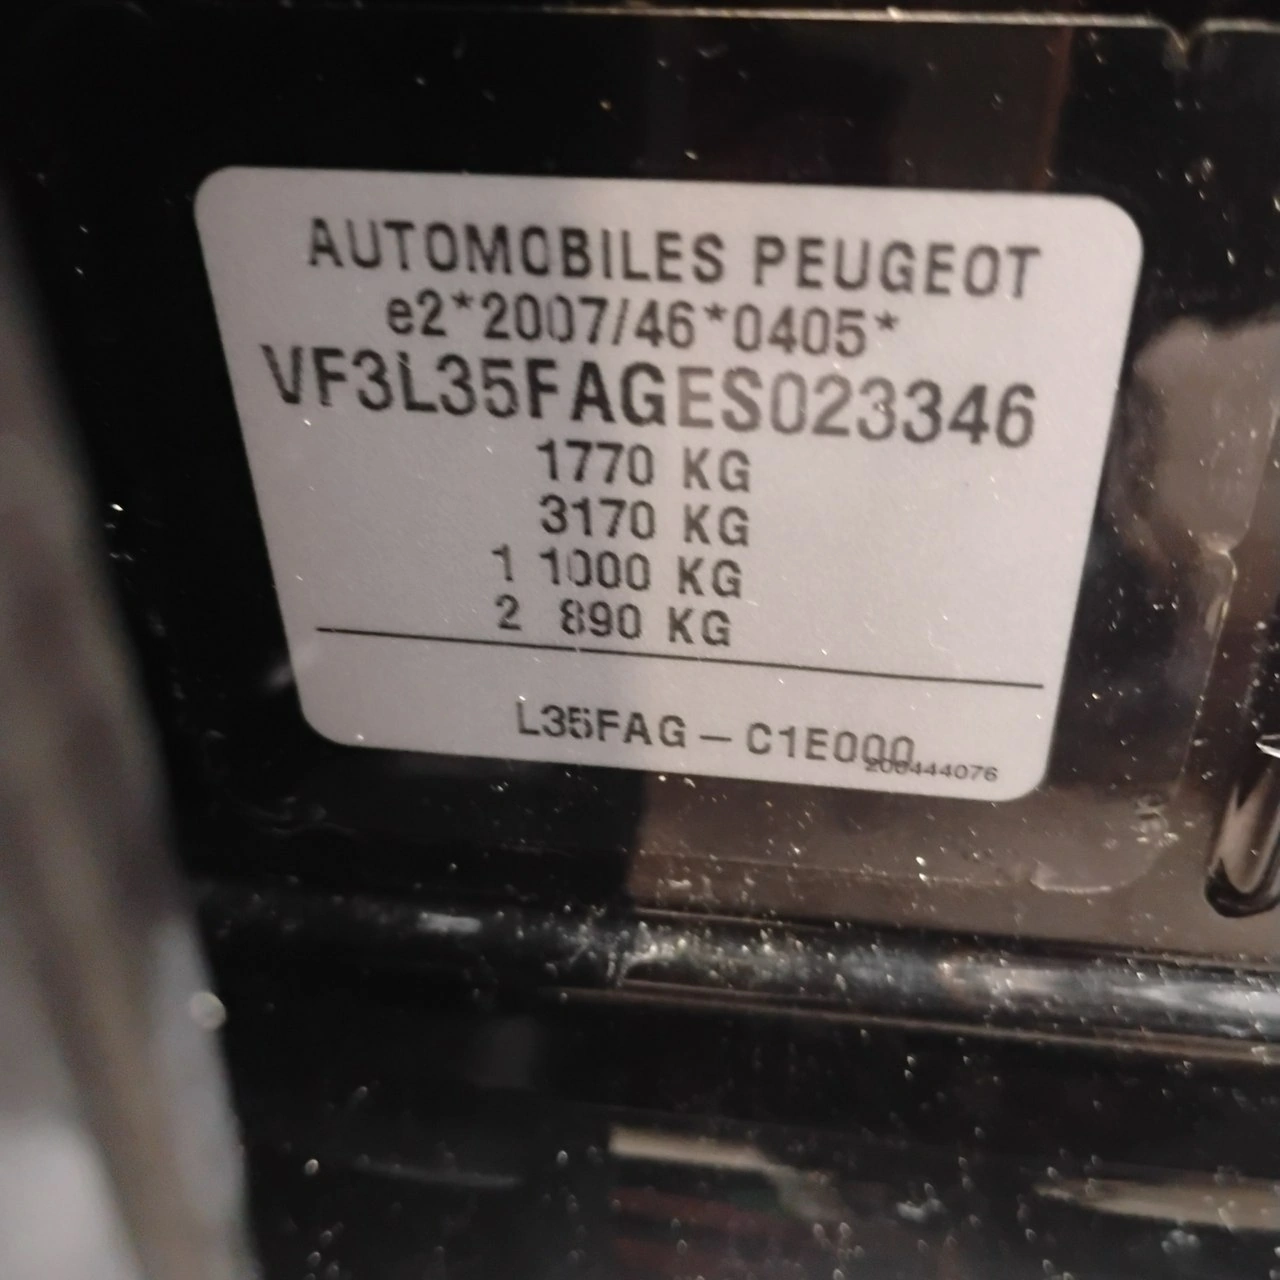 AUTOMOBILES PEUGEOT
e2*2007/46*0405*
VF3L35FAGES023346
1770 KG
3170 KG
1 1000 KG
2 890 KG
L35FAG – C1E000
200444076